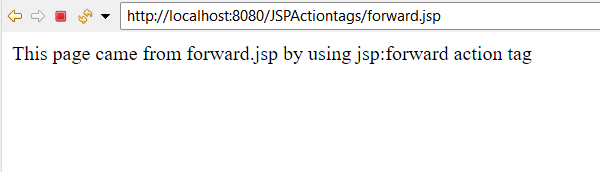 http://localhost:8080/JSPActiontags/forward.jsp
This page came from forward.jsp by using jsp:forward action tag